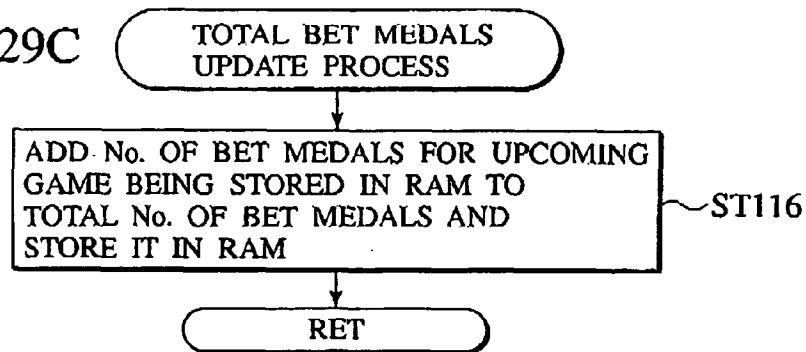 29C
TOTAL BET MEDALS
UPDATE PROCESS
ADD No. OF BET MEDALS FOR UPCOMING
GAME BEING STORED IN RAM TO
TOTAL No. OF BET MEDALS AND
STORE IT IN RAM
ST116
RET